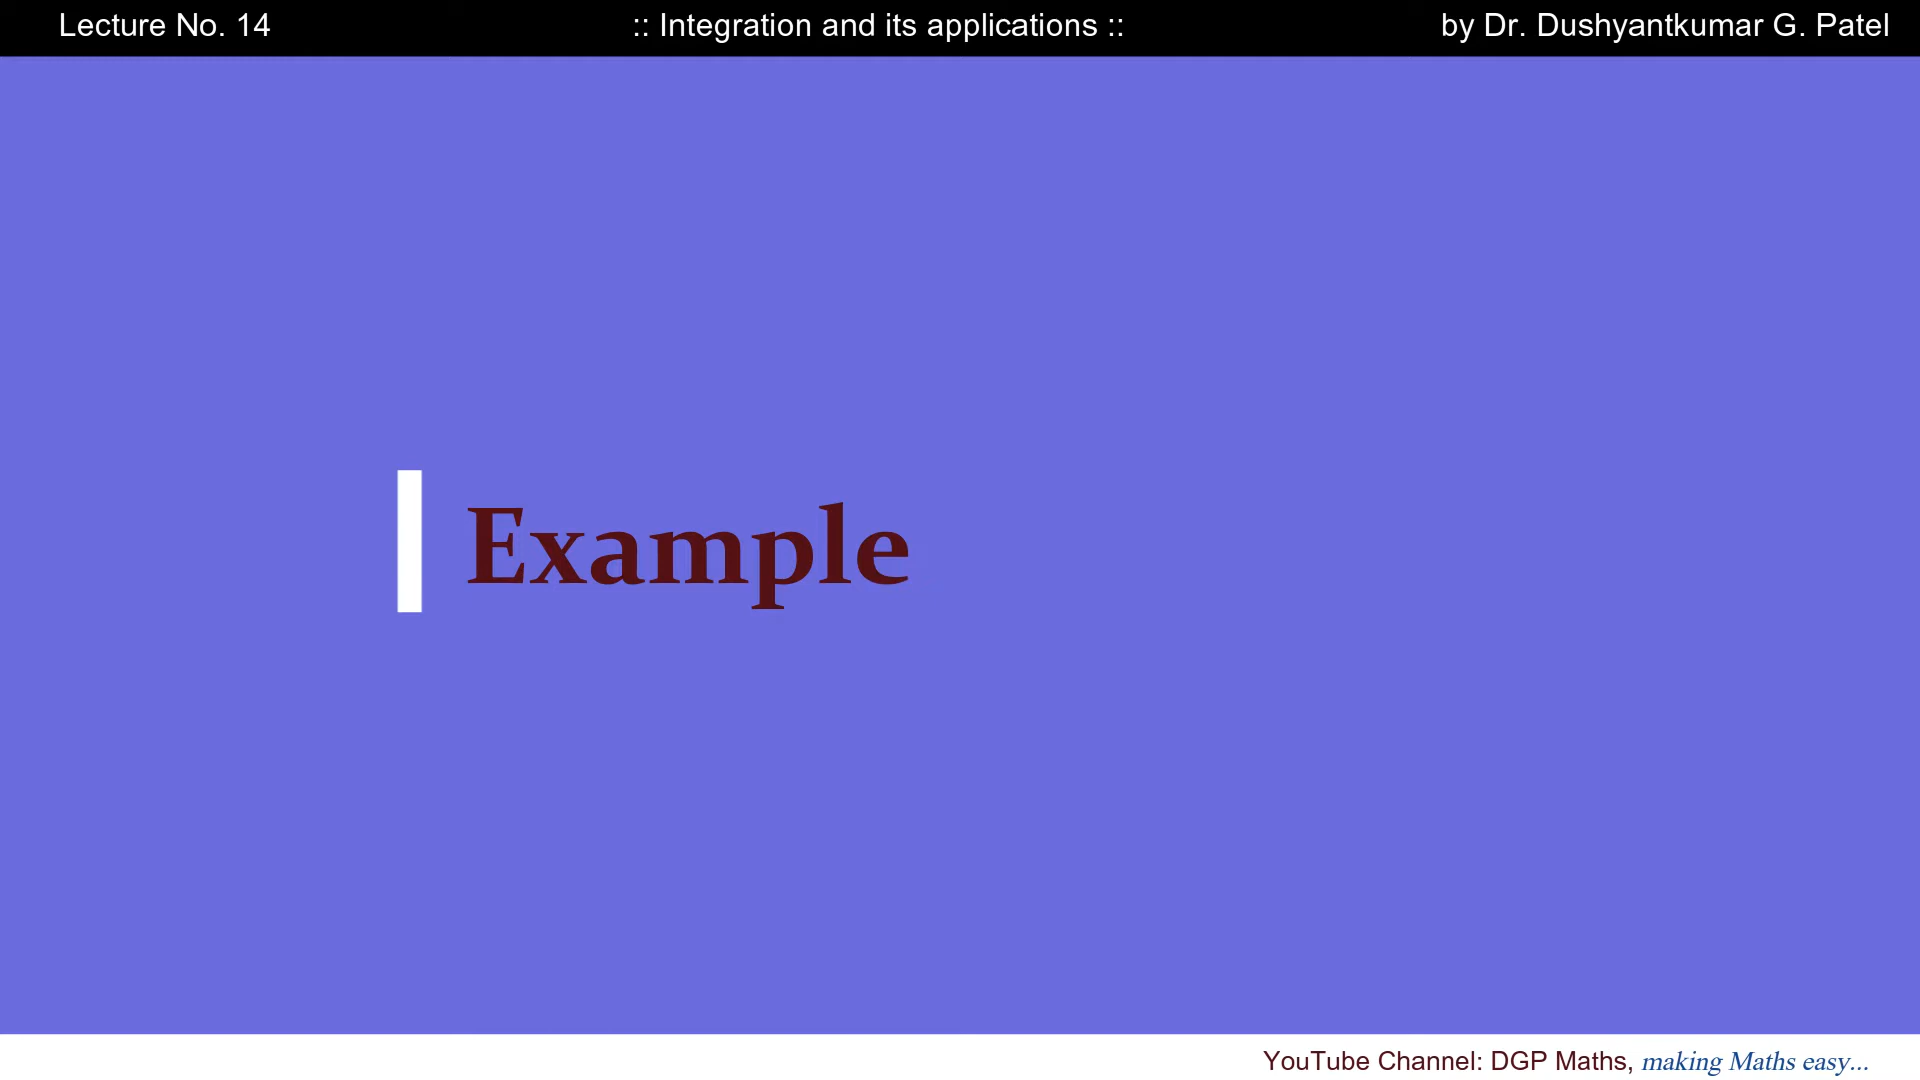 Lecture No. 14 :: Integration and its applications :: by Dr. Dushyantkumar G. Patel
Example
YouTube Channel: DGP Maths, making Maths easy...